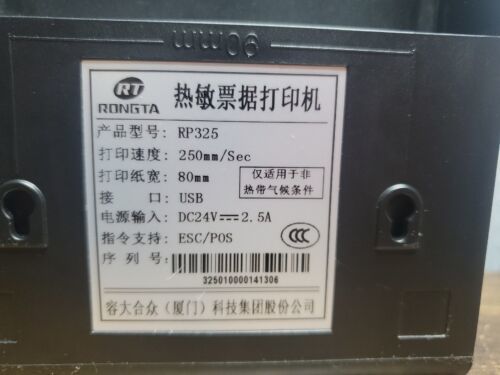 90mm
RT
RONGTA
热敏票据打印机
产品型号: RP325
打印速度: 250mm/Sec
打印纸宽: 80mm
仅适用于非
热带气候条件
接 口: USB
电源输入: DC24V⎓2.5A
指令支持: ESC/POS
CCC
序 列 号:
325010000141306
容大合众（厦门）科技集团股份公司